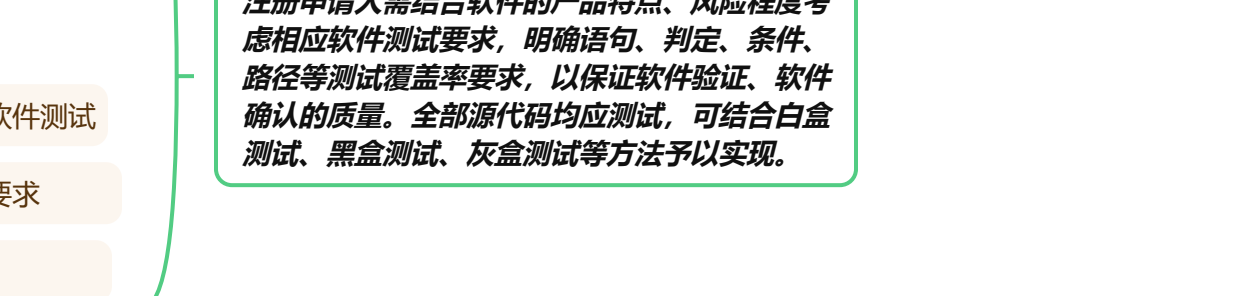 注册申请人需结合软件的产品特点、风险程度考
虑相应软件测试要求，明确语句、判定、条件、
路径等测试覆盖率要求，以保证软件验证、软件
确认的质量。全部源代码均应测试，可结合白盒
测试、黑盒测试、灰盒测试等方法予以实现。
软件测试
要求